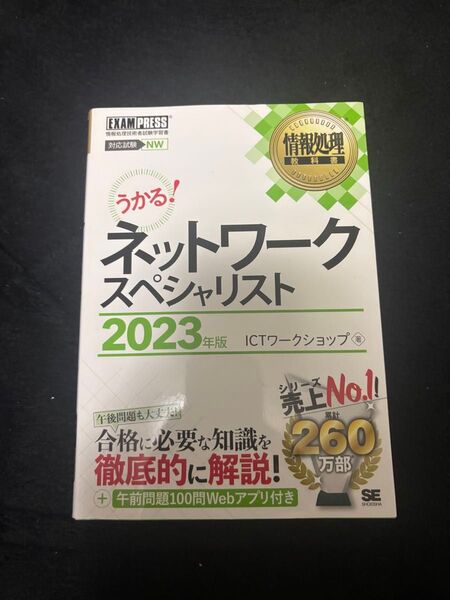 EXAMPRESS
情報処理技術者試験学習書
対応試験 NW
情報処理
教科書
うかる!
ネットワーク
スペシャリスト
2023年版
ICTワークショップ 著
午後問題も大丈夫!
合格に必要な知識を
徹底的に解説!
+ 午前問題100問Webアプリ付き
シリーズ
売上No.1!
累計
260
万部
SE
SHOEISHA